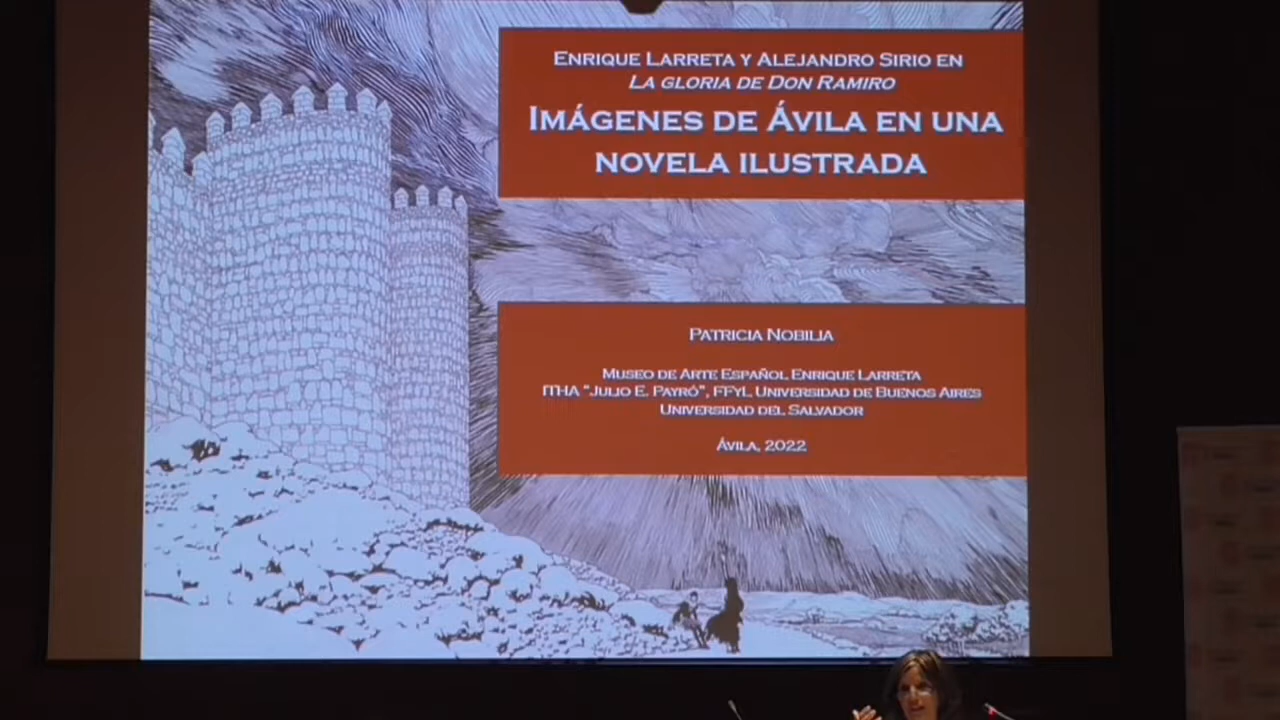 ENRIQUE LARRETA Y ALEJANDRO SIRIO EN
LA GLORIA DE DON RAMIRO
IMÁGENES DE ÁVILA EN UNA
NOVELA ILUSTRADA
PATRICIA NOBILIA
MUSEO DE ARTE ESPAÑOL ENRIQUE LARRETA
ITHA "JULIO E. PAYRÓ", FFYL, UNIVERSIDAD DE BUENOS AIRES
UNIVERSIDAD DEL SALVADOR
ÁVILA, 2022